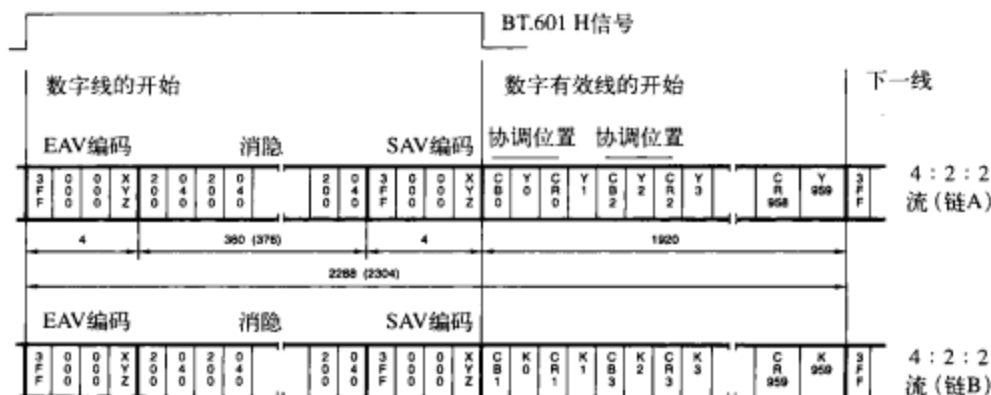 BT.601 H信号
数字线的开始
数字有效线的开始
下一线
EAV编码
消隐
SAV编码
协调位置
协调位置
3FF 000 000 XYZ 200 040 200 040 200 040 3FF 000 000 XYZ CB0 Y0 CR0 Y1 CB2 Y2 CR2 Y3 CR958 Y959 3FF
4:2:2
流(链A)
4
360 (376)
4
1920
2288 (2304)
EAV编码
消隐
SAV编码
3FF 000 000 XYZ 200 040 200 040 200 040 3FF 000 000 XYZ CB1 K0 CR1 K1 CB3 K2 CR3 K3 CR959 K959 3FF
4:2:2
流(链B)